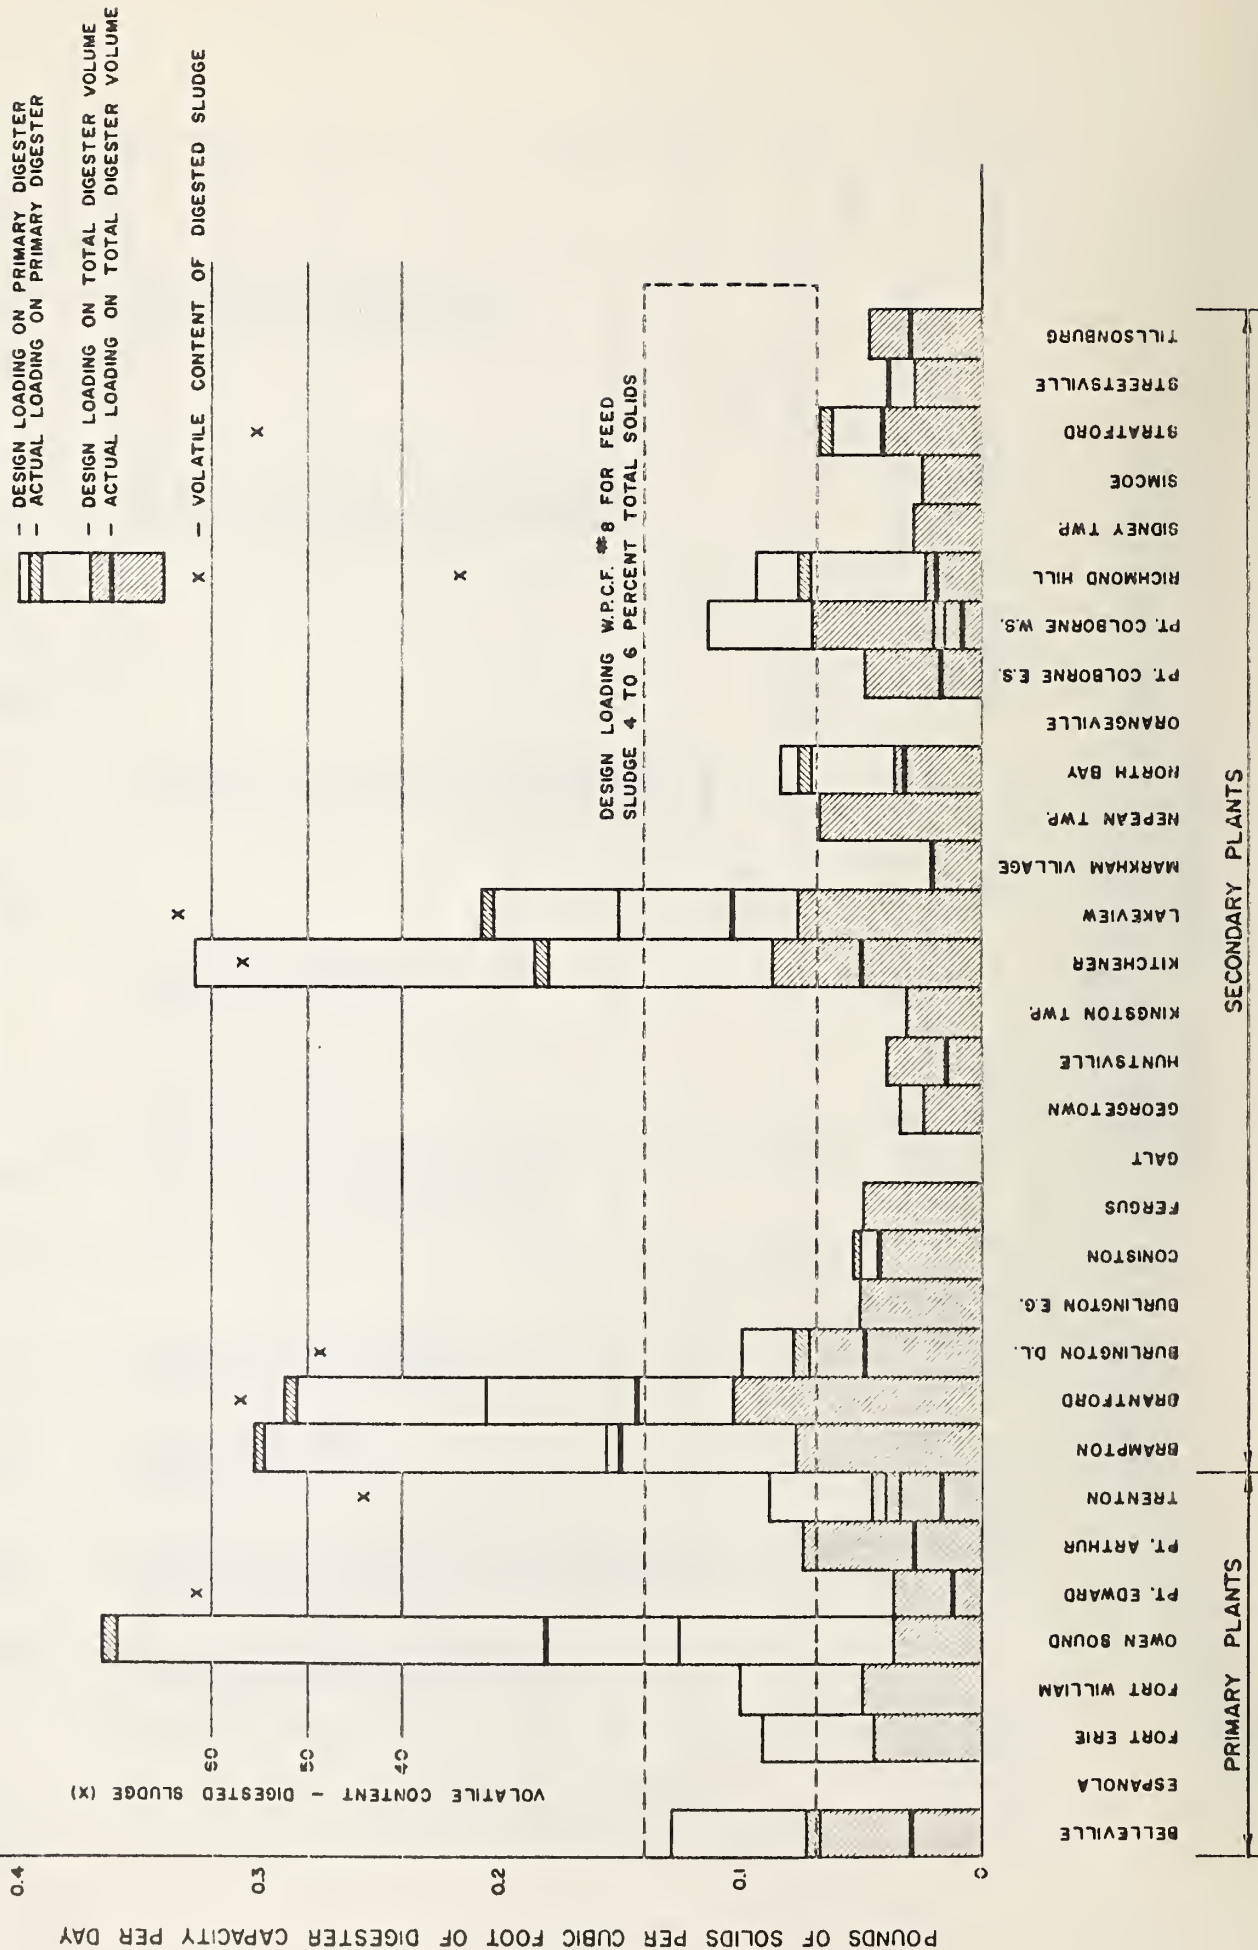 — DESIGN LOADING ON PRIMARY DIGESTER
— ACTUAL LOADING ON PRIMARY DIGESTER
— DESIGN LOADING ON TOTAL DIGESTER VOLUME
— ACTUAL LOADING ON TOTAL DIGESTER VOLUME
x — VOLATILE CONTENT OF DIGESTED SLUDGE
DESIGN LOADING W.P.C.F. #8 FOR FEED
SLUDGE 4 TO 6 PERCENT TOTAL SOLIDS
VOLATILE CONTENT - DIGESTED SLUDGE (X)
60
50
40
POUNDS OF SOLIDS PER CUBIC FOOT OF DIGESTER CAPACITY PER DAY
0.4
0.3
0.2
0.1
0
BELLEVILLE
ESPANOLA
FORT ERIE
FORT WILLIAM
OWEN SOUND
PT. EDWARD
PT. ARTHUR
TRENTON
BRAMPTON
BRANTFORD
BURLINGTON D.L.
BURLINGTON E.G.
CONISTON
FERGUS
GALT
GEORGETOWN
HUNTSVILLE
KINGSTON TWP.
KITCHENER
LAKEVIEW
MARKHAM VILLAGE
NEPEAN TWP.
NORTH BAY
ORANGEVILLE
PT. COLBORNE E.S.
PT. COLBORNE W.S.
RICHMOND HILL
SIDNEY TWP.
SIMCOE
STRATFORD
STREETSVILLE
TILLSONBURG
PRIMARY PLANTS
SECONDARY PLANTS